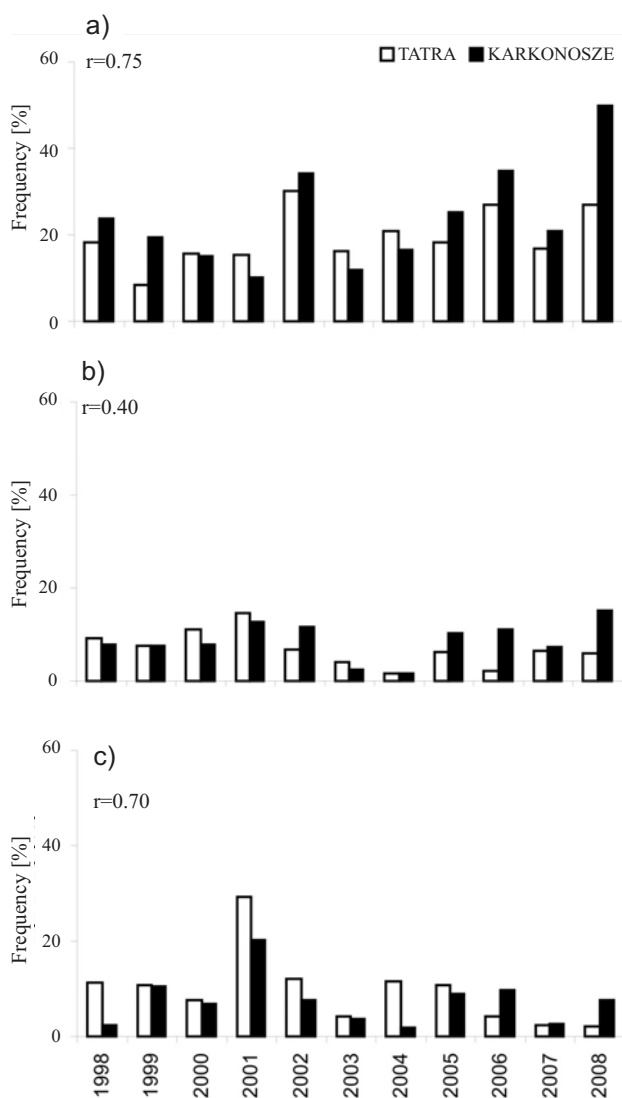 a)
r=0.75
TATRA KARKONOSZE
60
40
20
0
Frequency [%]
b)
r=0.40
60
40
20
0
Frequency [%]
c)
r=0.70
60
40
20
0
Frequency [%]
1998 1999 2000 2001 2002 2003 2004 2005 2006 2007 2008